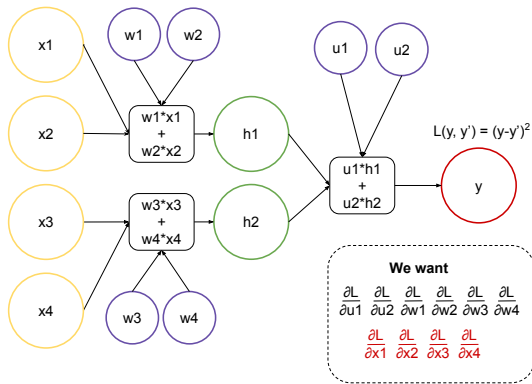 x1
w1
w2
u1
u2
x2
w1*x1
+
w2*x2
h1
L(y, y') = (y-y')²
u1*h1
+
u2*h2
y
x3
w3*x3
+
w4*x4
h2
x4
w3
w4
We want
∂L/∂u1 ∂L/∂u2 ∂L/∂w1 ∂L/∂w2 ∂L/∂w3 ∂L/∂w4
∂L/∂x1 ∂L/∂x2 ∂L/∂x3 ∂L/∂x4